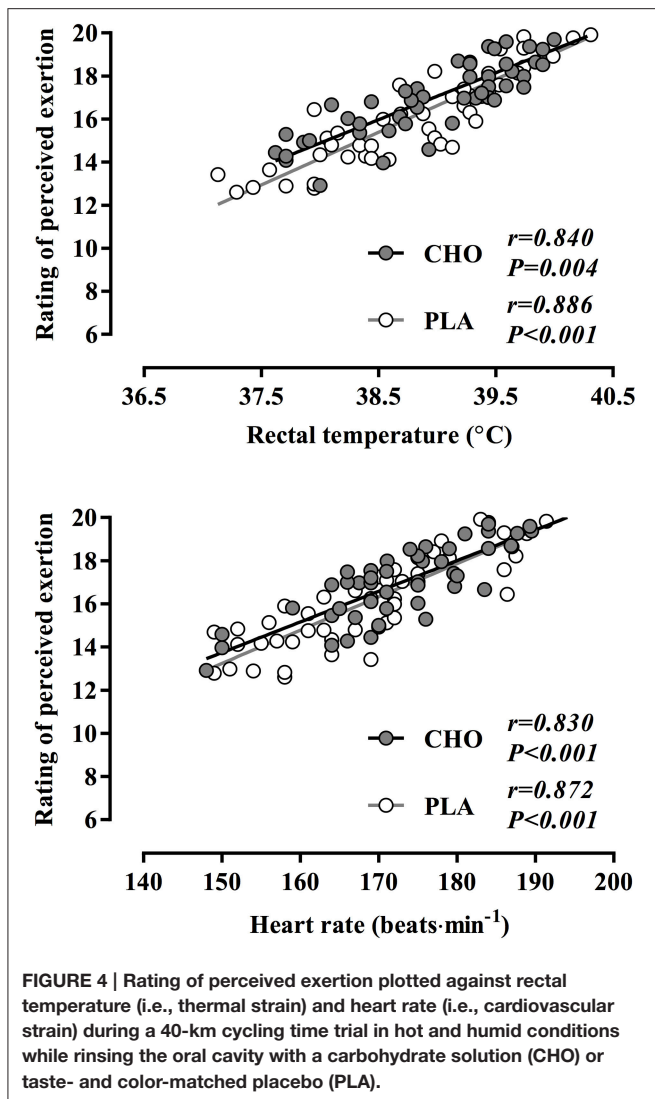 20
18
16
14
12
10
8
6
Rating of perceived exertion
CHO
r=0.840
P=0.004
PLA
r=0.886
P<0.001
36.5 37.5 38.5 39.5 40.5
Rectal temperature (°C)
20
18
16
14
12
10
8
6
Rating of perceived exertion
CHO
r=0.830
P<0.001
PLA
r=0.872
P<0.001
140 150 160 170 180 190 200
Heart rate (beats·min⁻¹)
FIGURE 4 | Rating of perceived exertion plotted against rectal
temperature (i.e., thermal strain) and heart rate (i.e., cardiovascular
strain) during a 40-km cycling time trial in hot and humid conditions
while rinsing the oral cavity with a carbohydrate solution (CHO) or
taste- and color-matched placebo (PLA).